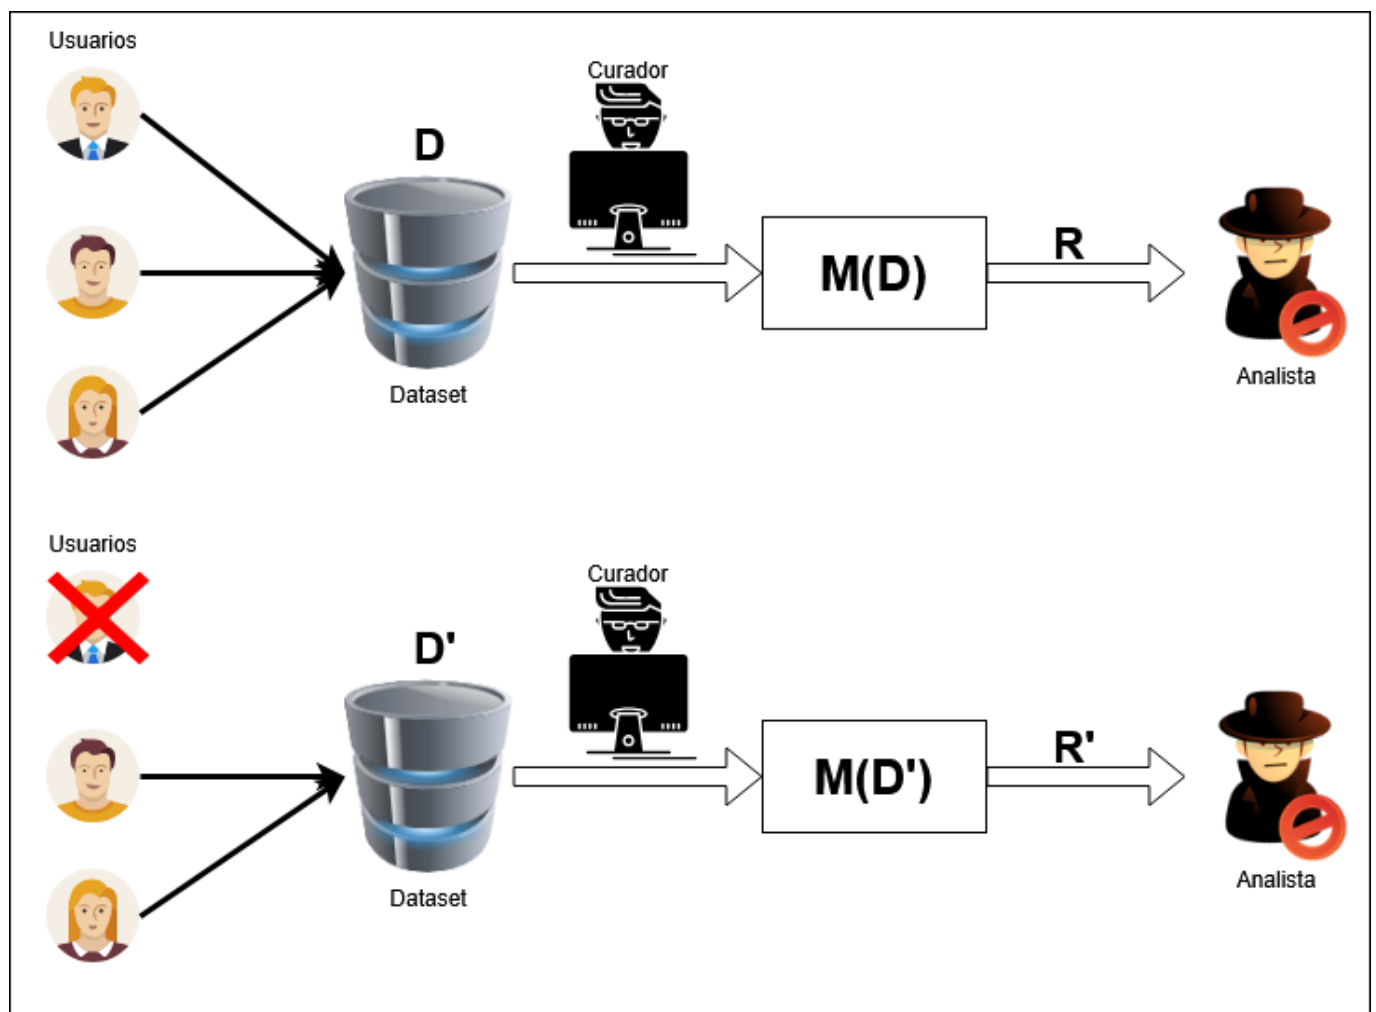 Usuarios
Curador
D
M(D)
R
Dataset
Analista
Usuarios
Curador
D'
M(D')
R'
Dataset
Analista